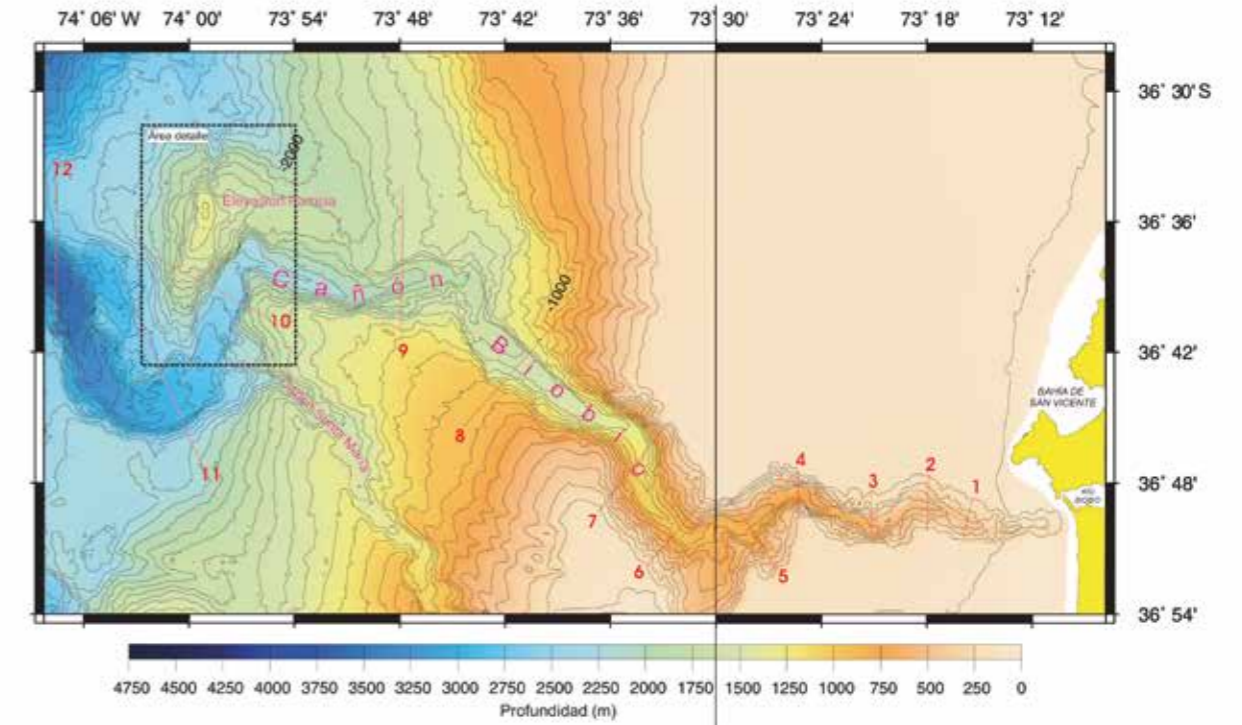 74° 06' W 74° 00' 73° 54' 73° 48' 73° 42' 73° 36' 73° 30' 73° 24' 73° 18' 73° 12'
36° 30' S
Área detalle
-2000
12
36° 36'
Cañón
-1000
10
9
36° 42'
Biobío
BAHÍA DE
SAN VICENTE
8
11
4
3
2
1
36° 48'
RÍO
7
6
5
36° 54'
4750 4500 4250 4000 3750 3500 3250 3000 2750 2500 2250 2000 1750 1500 1250 1000 750 500 250 0
Profundidad (m)